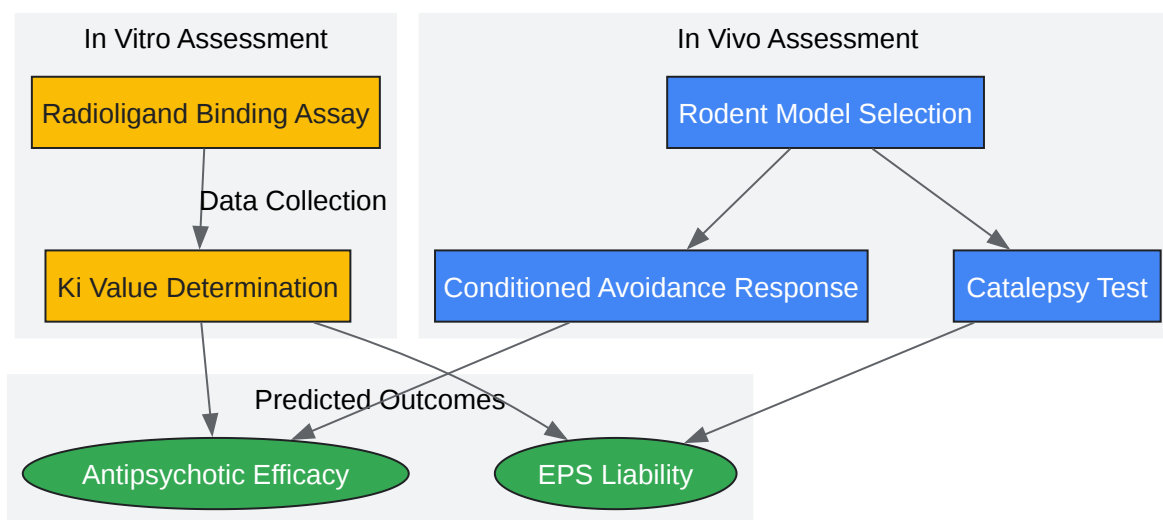 In Vitro Assessment
In Vivo Assessment
Radioligand Binding Assay
Rodent Model Selection
Data Collection
Ki Value Determination
Conditioned Avoidance Response
Catalepsy Test
Predicted Outcomes
Antipsychotic Efficacy
EPS Liability